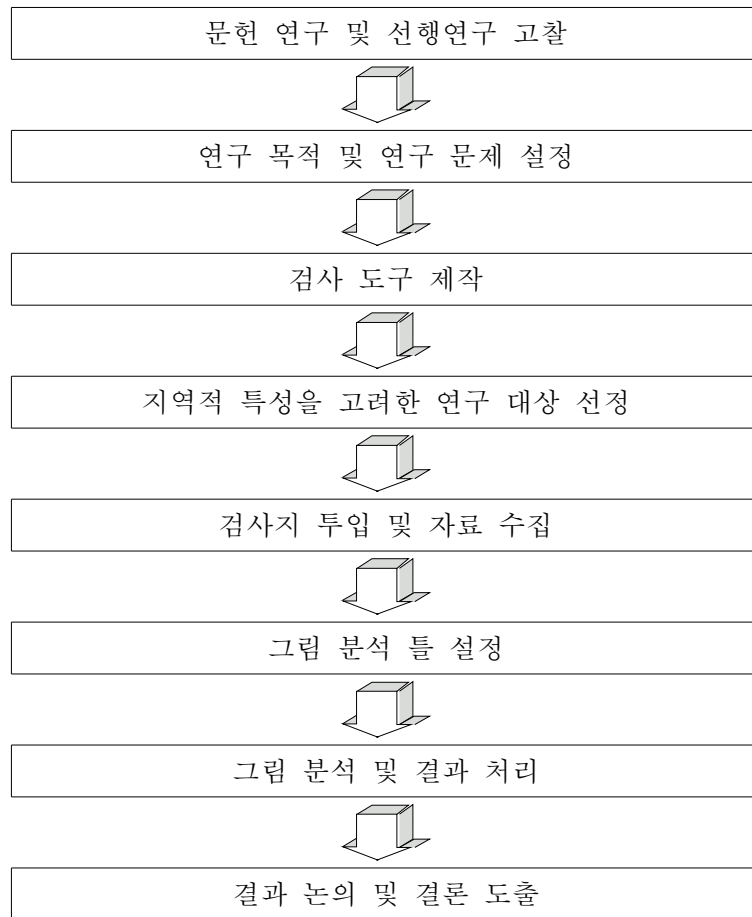 문헌 연구 및 선행연구 고찰
연구 목적 및 연구 문제 설정
검사 도구 제작
지역적 특성을 고려한 연구 대상 선정
검사지 투입 및 자료 수집
그림 분석 틀 설정
그림 분석 및 결과 처리
결과 논의 및 결론 도출